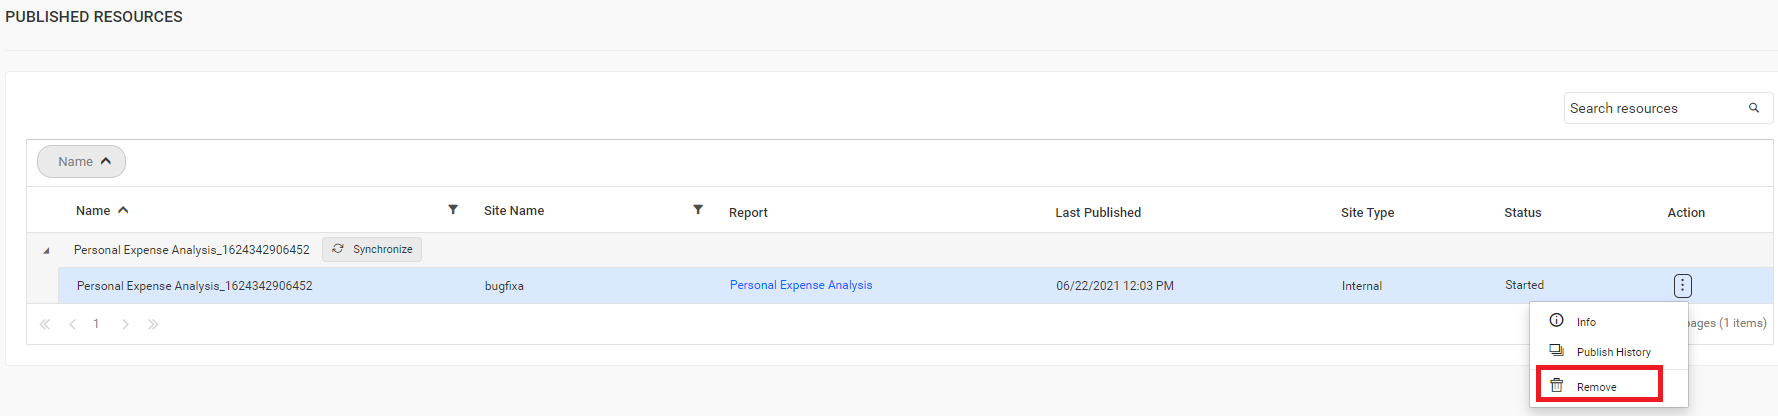 PUBLISHED RESOURCES
Search resources
Name
Name Site Name Report Last Published Site Type Status Action
Personal Expense Analysis_1624342906452 Synchronize
Personal Expense Analysis_1624342906452 bugfixa Personal Expense Analysis 06/22/2021 12:03 PM Internal Started
1 (1 items)
Info
Publish History
Remove